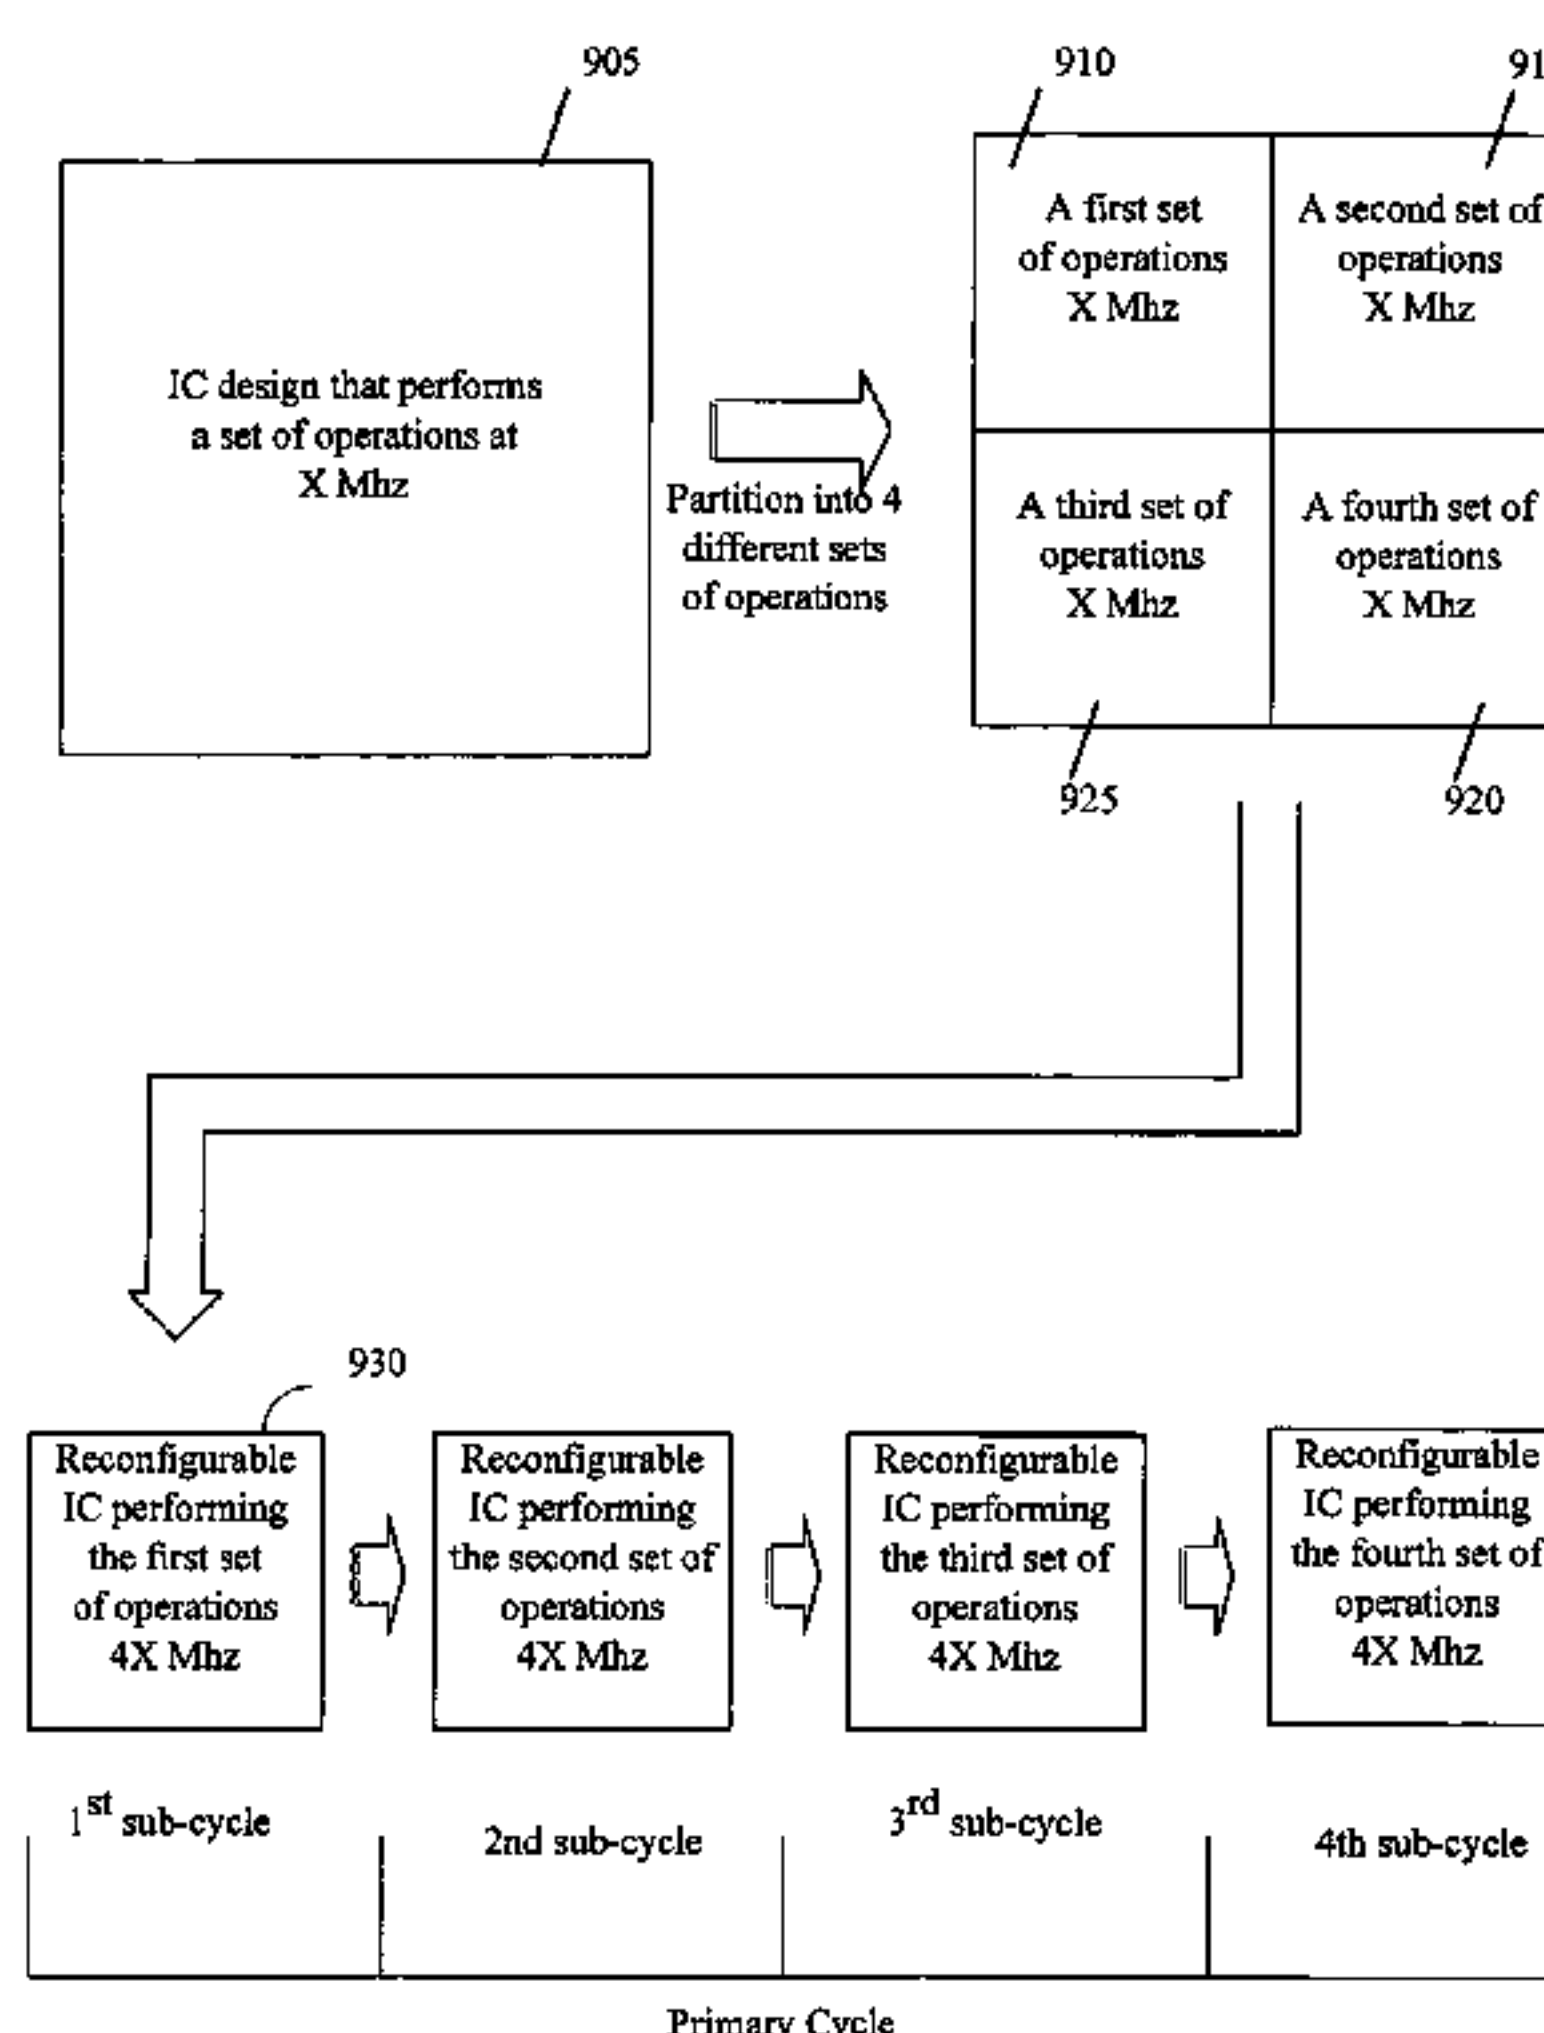 905
910
91
IC design that performs
a set of operations at
X Mhz
Partition into 4
different sets
of operations
A first set
of operations
X Mhz
A second set of
operations
X Mhz
A third set of
operations
X Mhz
A fourth set of
operations
X Mhz
925
920
930
Reconfigurable
IC performing
the first set
of operations
4X Mhz
Reconfigurable
IC performing
the second set of
operations
4X Mhz
Reconfigurable
IC performing
the third set of
operations
4X Mhz
Reconfigurable
IC performing
the fourth set of
operations
4X Mhz
1st sub-cycle
2nd sub-cycle
3rd sub-cycle
4th sub-cycle
Primary Cycle